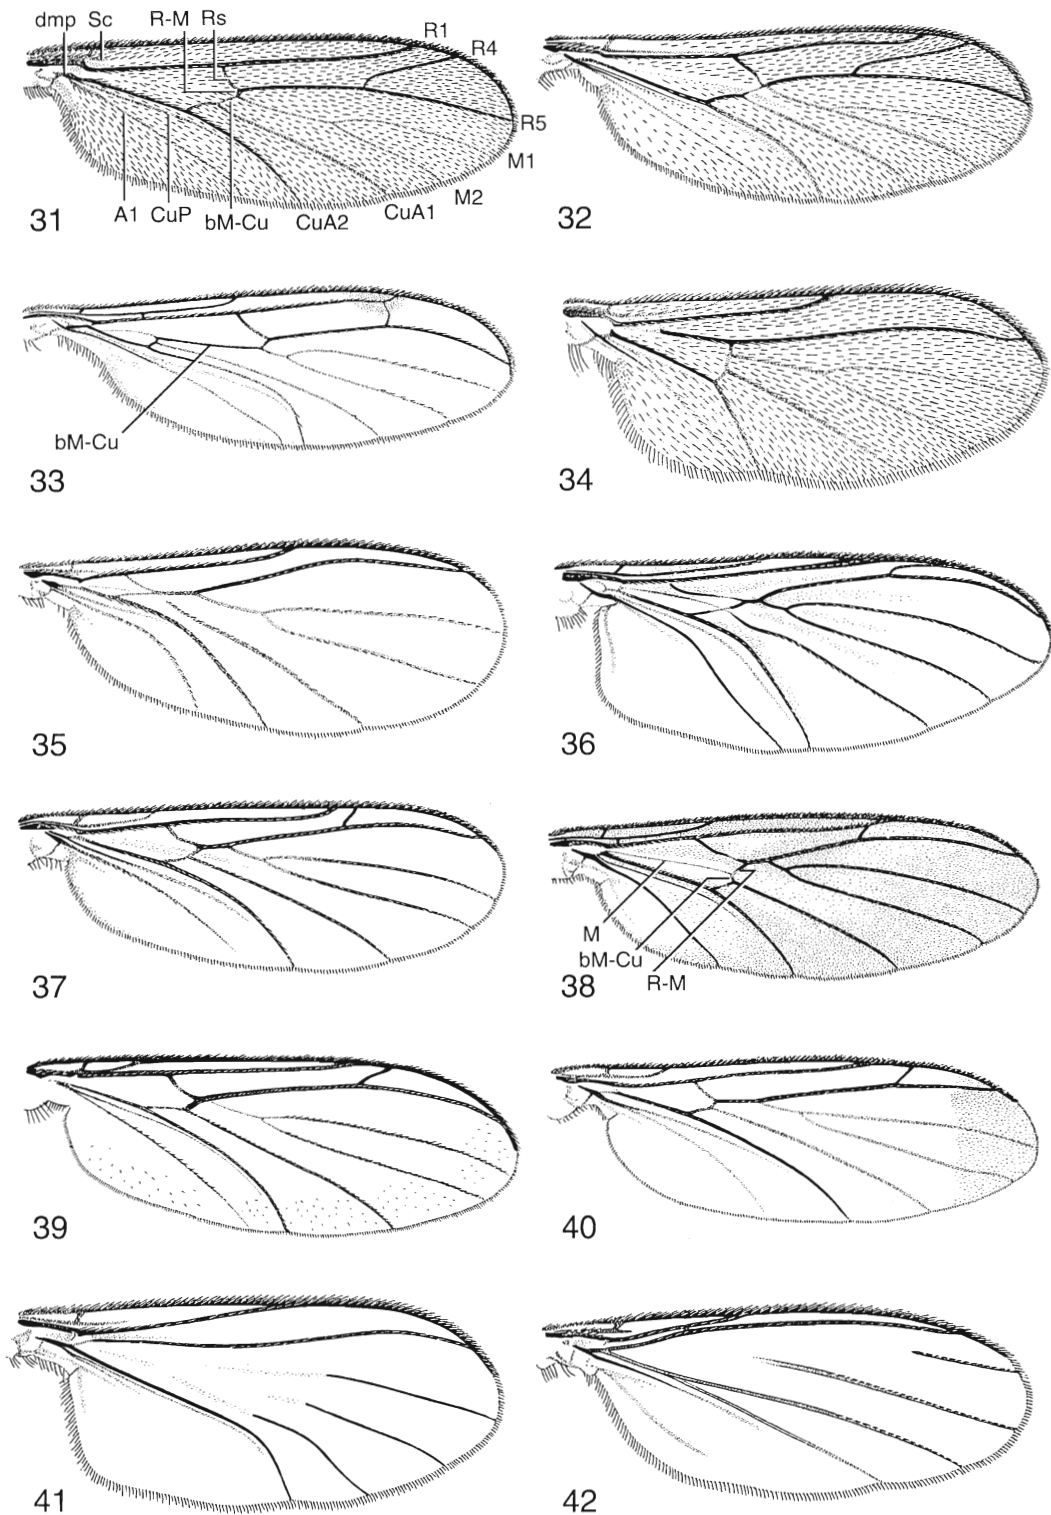 dmp Sc R-M Rs R1
R4
R5
M1
M2
A1 CuP bM-Cu CuA2 CuA1
31
32
bM-Cu
33
34
35
36
37
M
bM-Cu
R-M
38
39
40
41
42